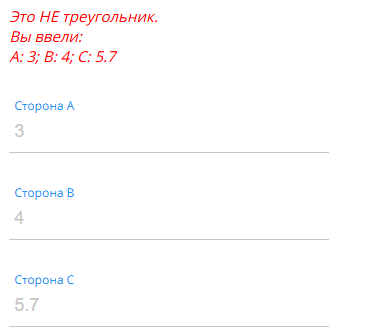 Это НЕ треугольник.
Вы ввели:
A: 3; B: 4; C: 5.7
Сторона A
3
Сторона B
4
Сторона C
5.7